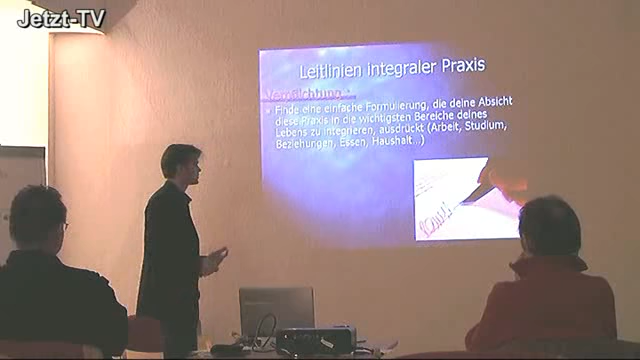 Jetzt-TV
Leitlinien integraler Praxis
Verpflichtung :
Finde eine einfache Formulierung, die deine Absicht
diese Praxis in die wichtigsten Bereiche deines
Lebens zu integrieren, ausdrückt (Arbeit, Studium,
Beziehungen, Essen, Haushalt...)